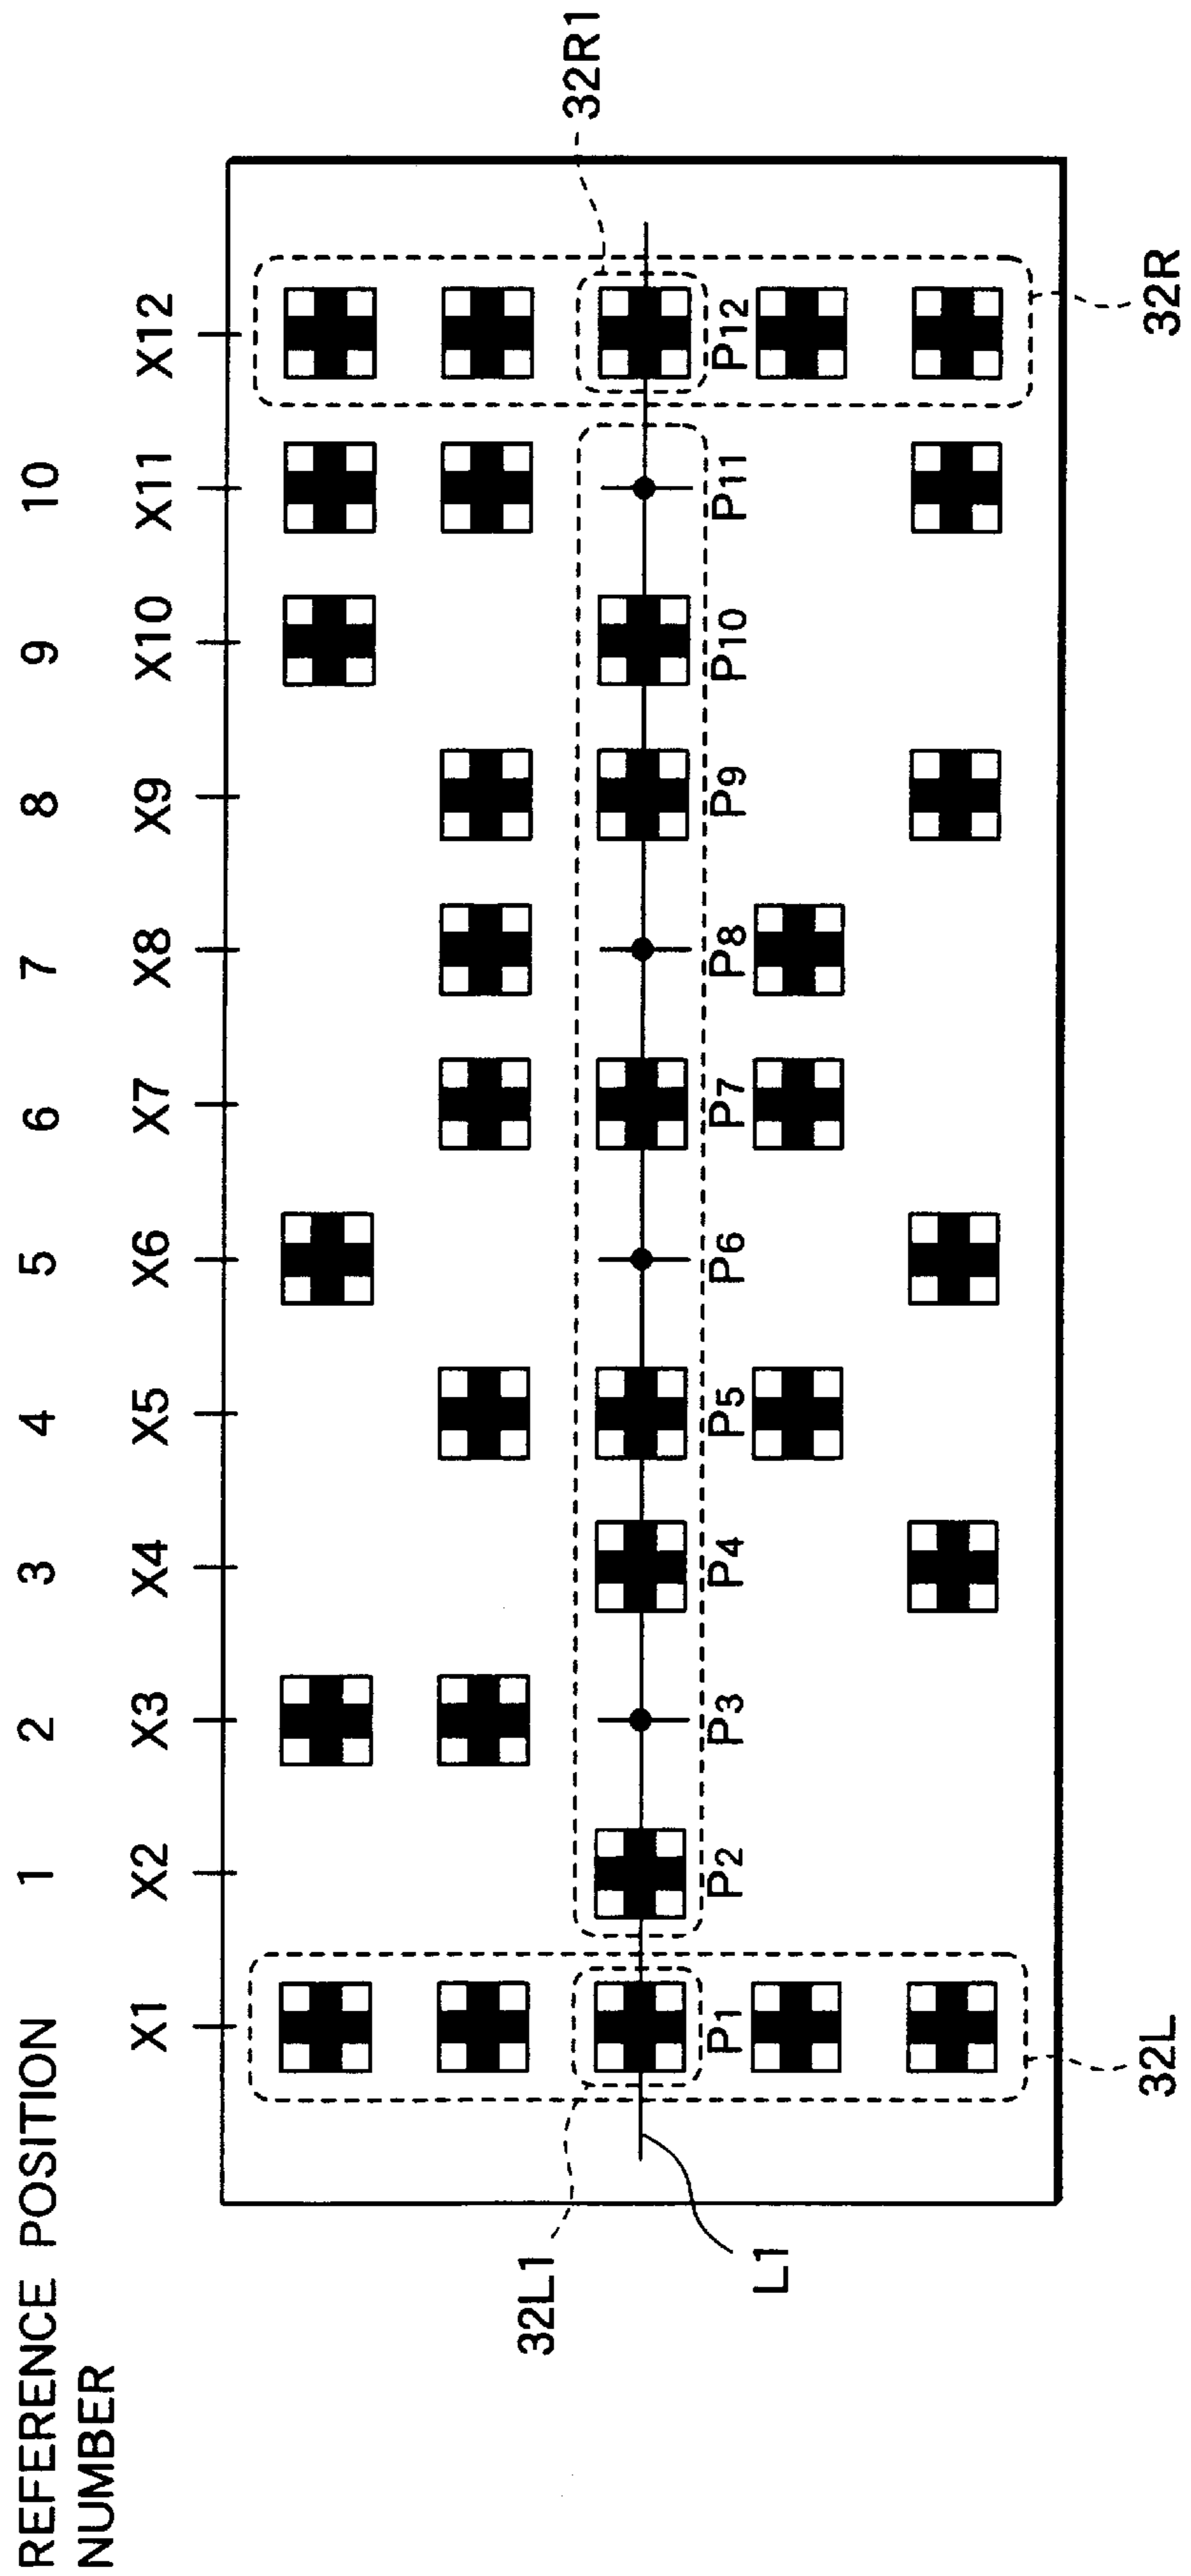 REFERENCE POSITION
NUMBER
1 2 3 4 5 6 7 8 9 10
X1 X2 X3 X4 X5 X6 X7 X8 X9 X10 X11 X12
32L1
32R1
P1 P2 P3 P4 P5 P6 P7 P8 P9 P10 P11 P12
L1
32L
32R